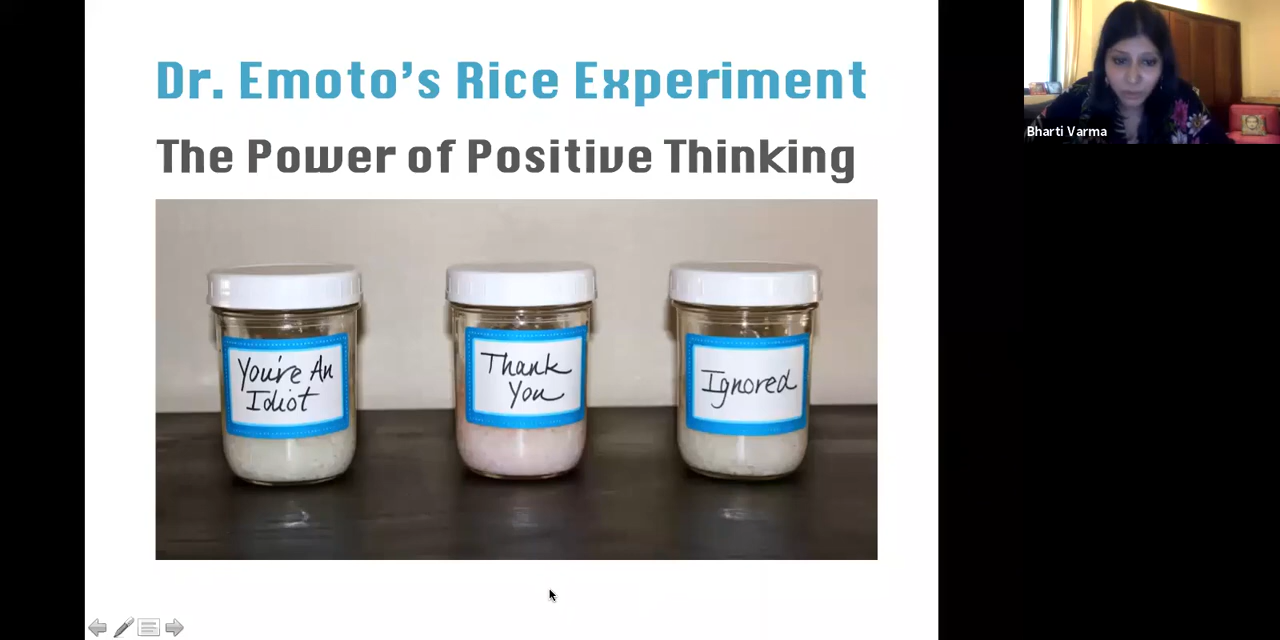 Dr. Emoto's Rice Experiment
The Power of Positive Thinking
You're An
Idiot
Thank
You
Ignored
Bharti Varma